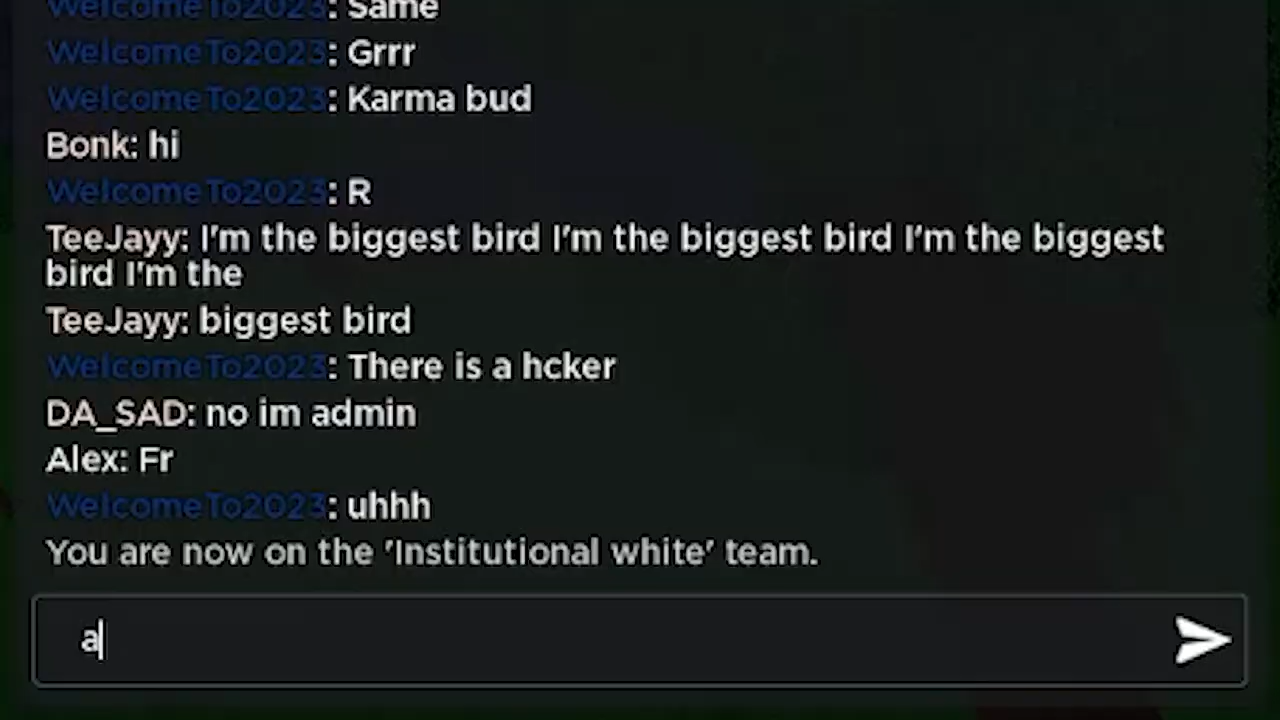 WelcomeTo2023: Same
WelcomeTo2023: Grrr
WelcomeTo2023: Karma bud
Bonk: hi
WelcomeTo2023: R
TeeJayy: I'm the biggest bird I'm the biggest bird I'm the biggest
bird I'm the
TeeJayy: biggest bird
WelcomeTo2023: There is a hcker
DA_SAD: no im admin
Alex: Fr
WelcomeTo2023: uhhh
You are now on the 'Institutional white' team.
a